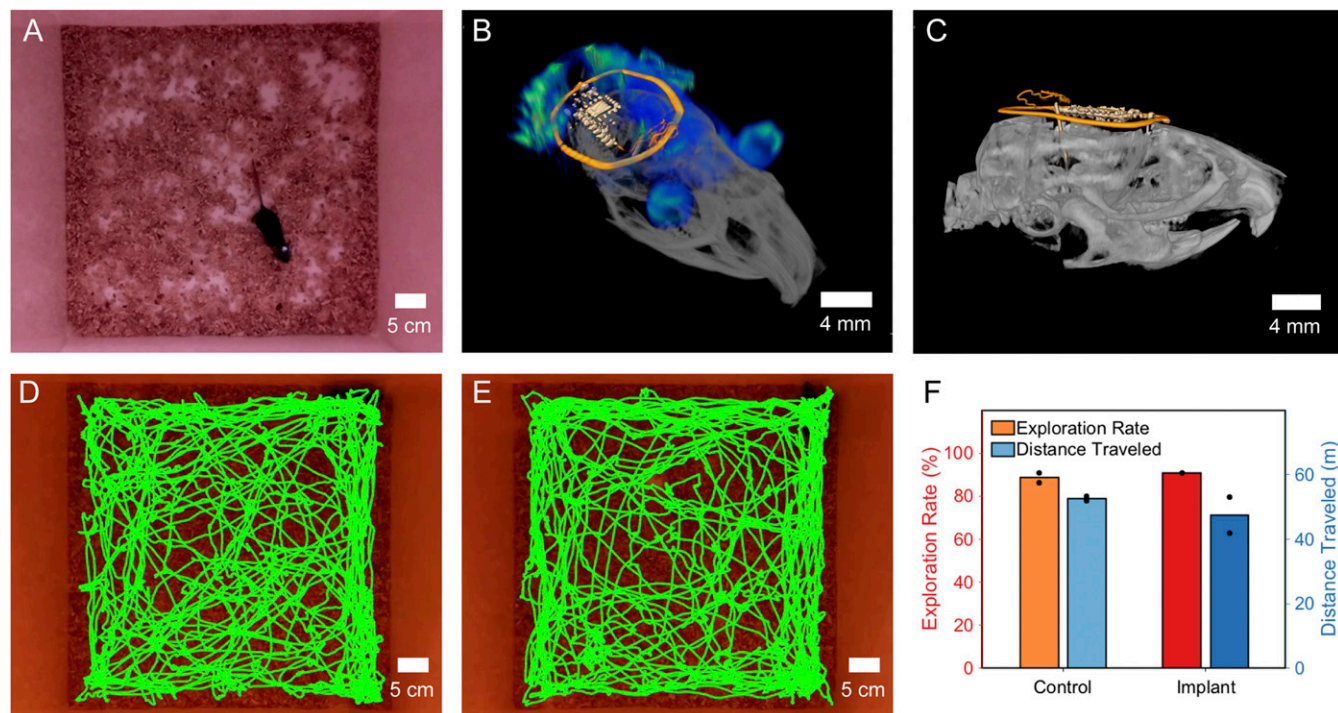 A
5 cm
B
4 mm
C
4 mm
D
5 cm
E
5 cm
F
Exploration Rate
Distance Traveled
Exploration Rate (%)
100
80
60
40
20
0
60
40
20
0
Distance Traveled (m)
Control
Implant